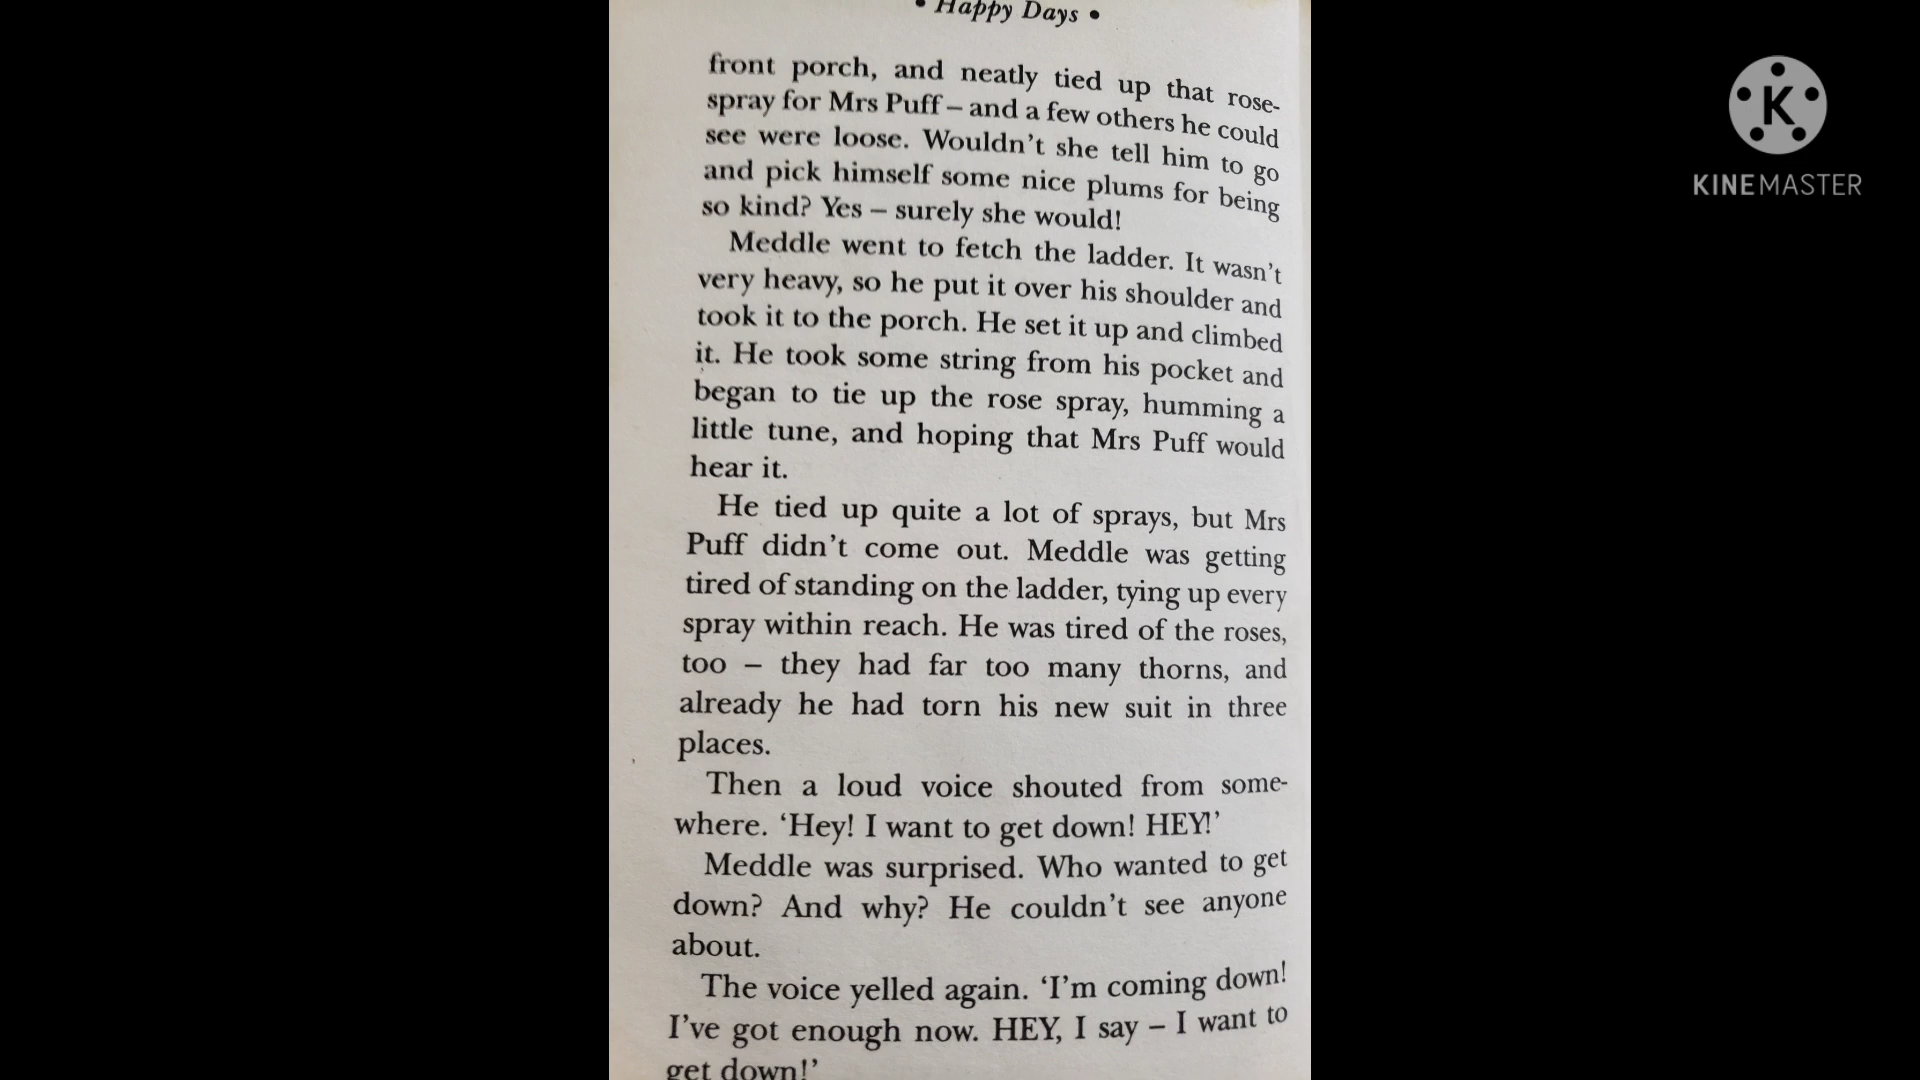 • Happy Days •
front porch, and neatly tied up that rose-
spray for Mrs Puff – and a few others he could
see were loose. Wouldn't she tell him to go
and pick himself some nice plums for being
so kind? Yes – surely she would!
Meddle went to fetch the ladder. It wasn't
very heavy, so he put it over his shoulder and
took it to the porch. He set it up and climbed
it. He took some string from his pocket and
began to tie up the rose spray, humming a
little tune, and hoping that Mrs Puff would
hear it.
He tied up quite a lot of sprays, but Mrs
Puff didn't come out. Meddle was getting
tired of standing on the ladder, tying up every
spray within reach. He was tired of the roses,
too – they had far too many thorns, and
already he had torn his new suit in three
places.
Then a loud voice shouted from some-
where. 'Hey! I want to get down! HEY!'
Meddle was surprised. Who wanted to get
down? And why? He couldn't see anyone
about.
The voice yelled again. 'I'm coming down!
I've got enough now. HEY, I say – I want to
get down!'
K
KINEMASTER